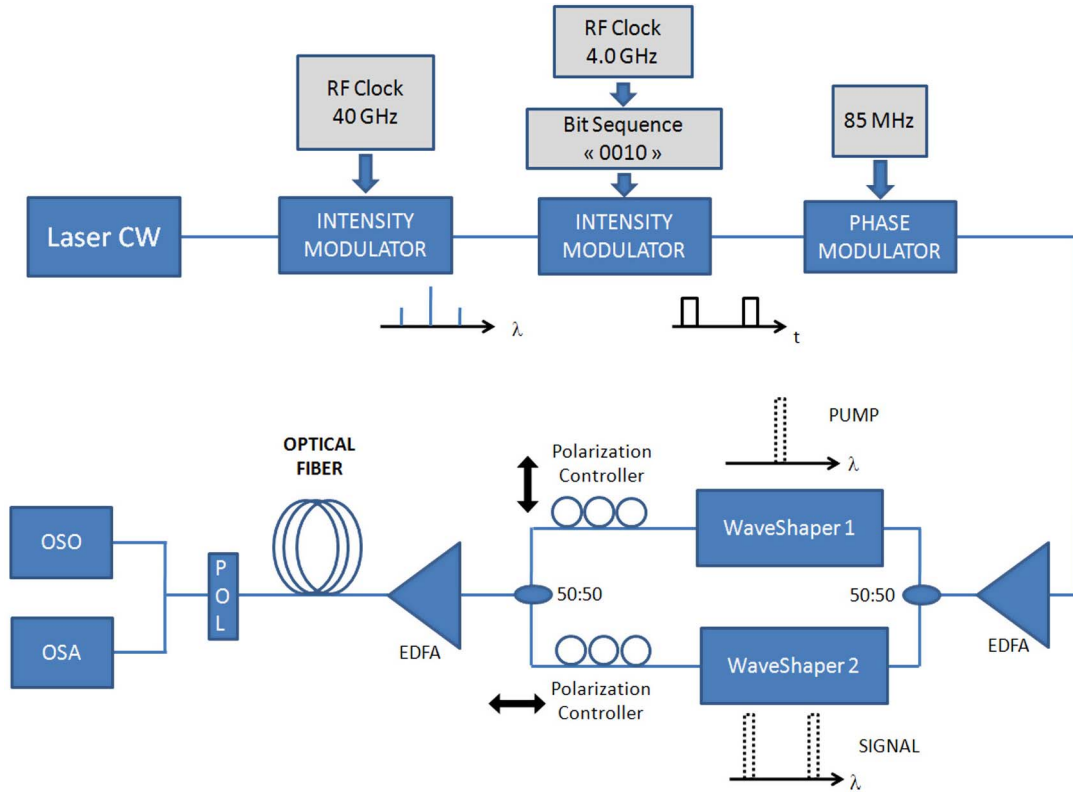 RF Clock
40 GHz
RF Clock
4.0 GHz
Bit Sequence
« 0010 »
85 MHz
Laser CW
INTENSITY
MODULATOR
INTENSITY
MODULATOR
PHASE
MODULATOR
λ
t
PUMP
λ
OPTICAL
FIBER
Polarization
Controller
WaveShaper 1
OSO
OSA
P
O
L
EDFA
50:50
50:50
EDFA
WaveShaper 2
Polarization
Controller
SIGNAL
λ